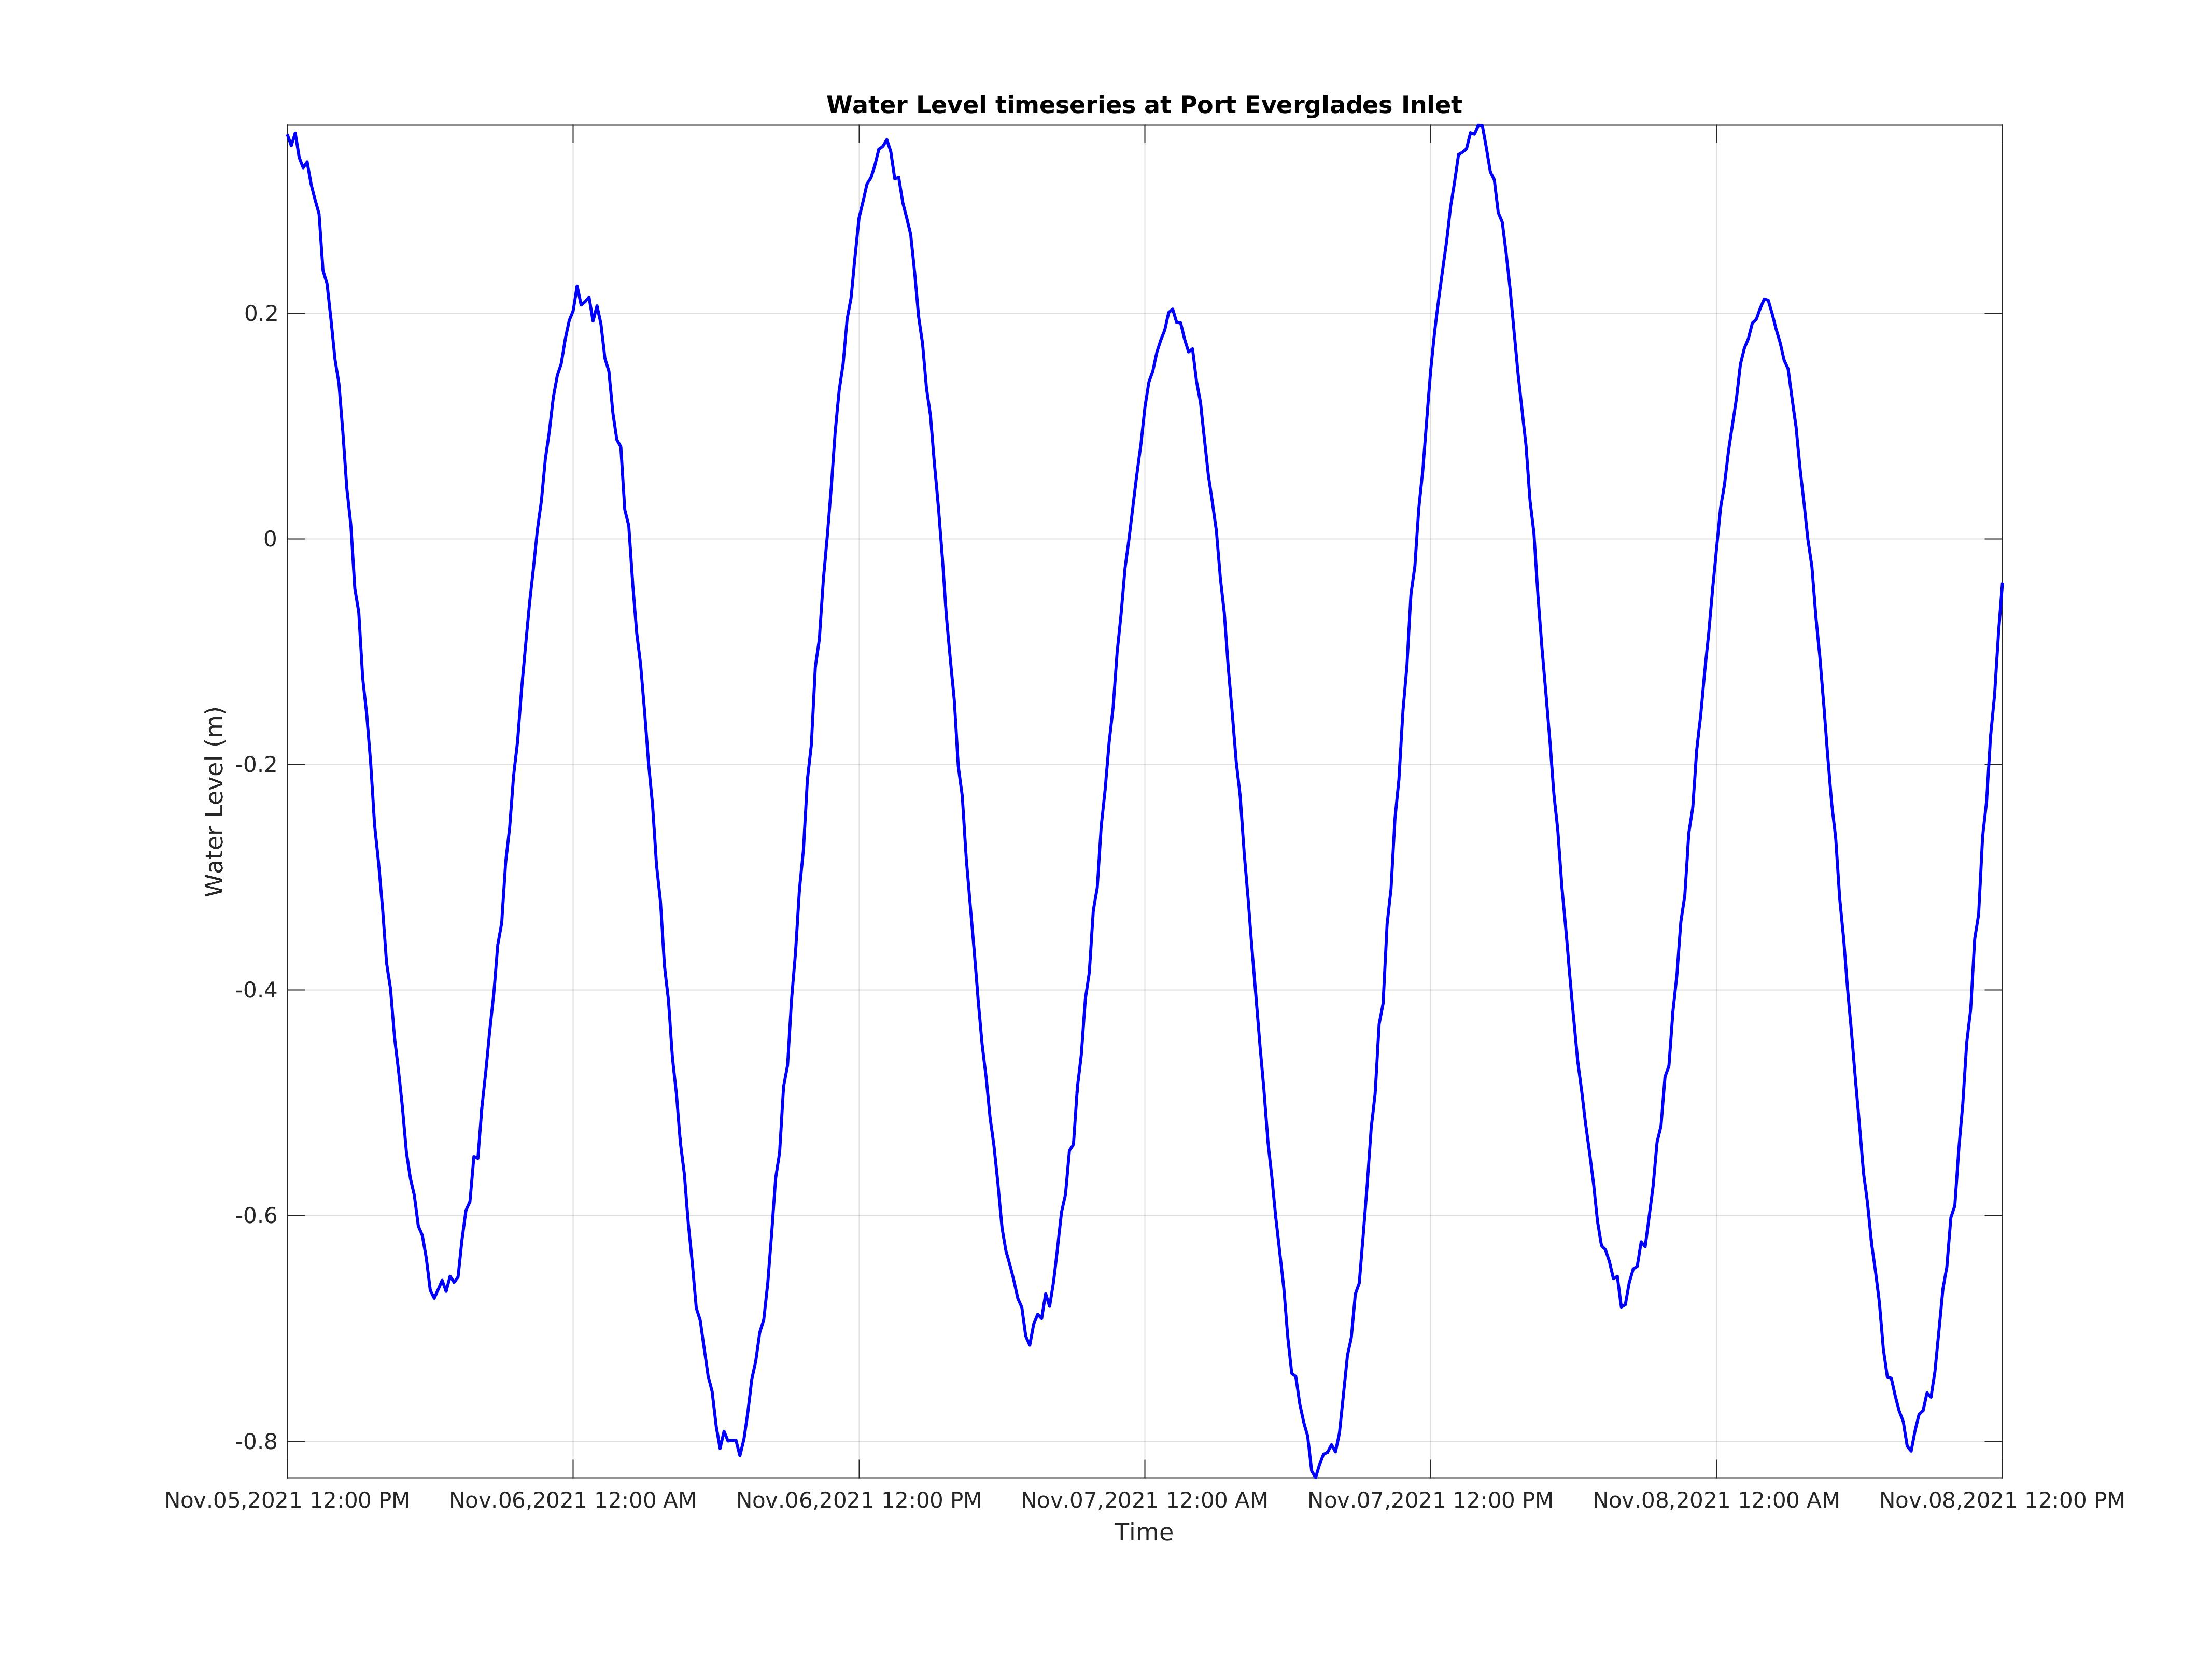 Water Level timeseries at Port Everglades Inlet
0.2
0
-0.2
-0.4
-0.6
-0.8
Water Level (m)
Nov.05,2021 12:00 PM Nov.06,2021 12:00 AM Nov.06,2021 12:00 PM Nov.07,2021 12:00 AM Nov.07,2021 12:00 PM Nov.08,2021 12:00 AM Nov.08,2021 12:00 PM
Time